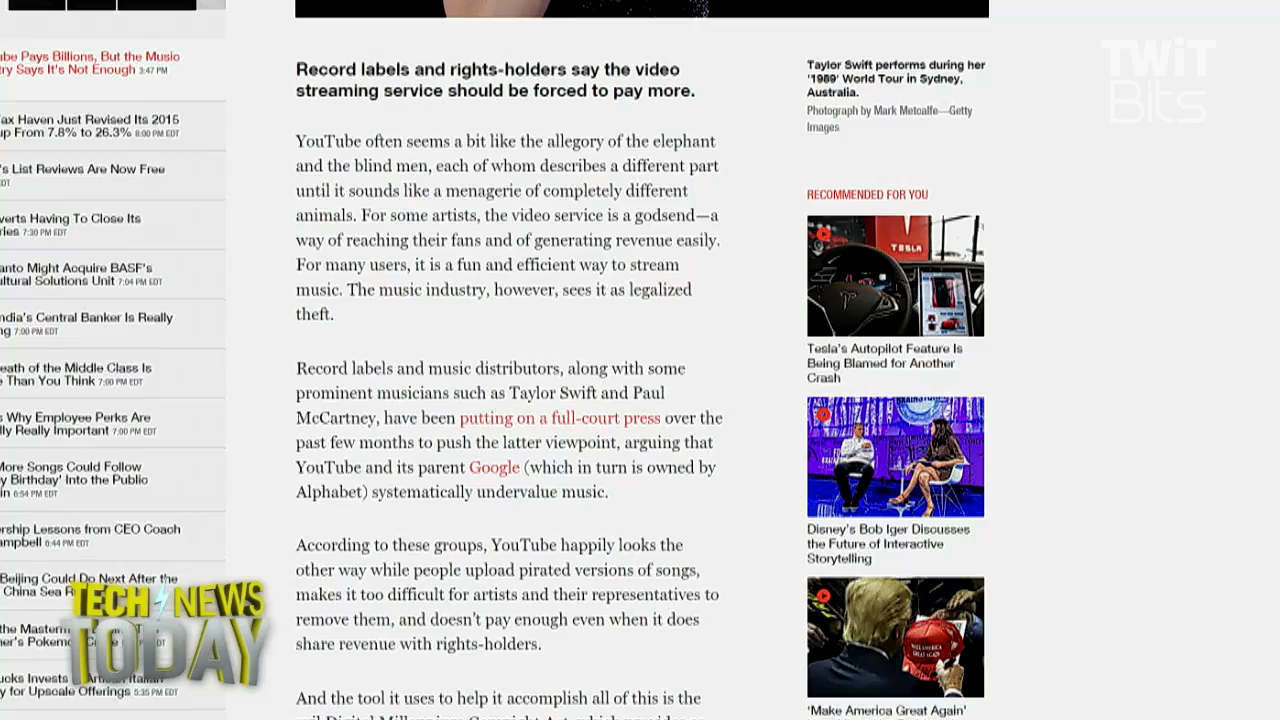 ube Pays Billions, But the Music
ry Says It's Not Enough 3:47 PM
ax Haven Just Revised Its 2015
up From 7.8% to 26.3% 8:00 PM EDT
's List Reviews Are Now Free
EDT
verts Having To Close Its
ries 7:30 PM EDT
anto Might Acquire BASF's
ultural Solutions Unit 7:04 PM EDT
ndia's Central Banker Is Really
ng 7:00 PM EDT
eath of the Middle Class Is
e Than You Think 7:00 PM EDT
s Why Employee Perks Are
lly Really Important 7:00 PM EDT
More Songs Could Follow
y Birthday' Into the Public
in 6:54 PM EDT
ership Lessons from CEO Coach
ampbell 6:44 PM EDT
Beijing Could Do Next After the
China Sea
the Master
er's Pokem
ucks Invests
y for Upscale Offerings 5:35 PM EDT
TECH NEWS
TODAY
Record labels and rights-holders say the video
streaming service should be forced to pay more.
YouTube often seems a bit like the allegory of the elephant
and the blind men, each of whom describes a different part
until it sounds like a menagerie of completely different
animals. For some artists, the video service is a godsend—a
way of reaching their fans and of generating revenue easily.
For many users, it is a fun and efficient way to stream
music. The music industry, however, sees it as legalized
theft.
Record labels and music distributors, along with some
prominent musicians such as Taylor Swift and Paul
McCartney, have been putting on a full-court press over the
past few months to push the latter viewpoint, arguing that
YouTube and its parent Google (which in turn is owned by
Alphabet) systematically undervalue music.
According to these groups, YouTube happily looks the
other way while people upload pirated versions of songs,
makes it too difficult for artists and their representatives to
remove them, and doesn't pay enough even when it does
share revenue with rights-holders.
And the tool it uses to help it accomplish all of this is the
Taylor Swift performs during her
'1989' World Tour in Sydney,
Australia.
Photograph by Mark Metcalfe—Getty
Images
RECOMMENDED FOR YOU
TESLA
Tesla's Autopilot Feature Is
Being Blamed for Another
Crash
BRAINSTORM
Disney's Bob Iger Discusses
the Future of Interactive
Storytelling
MAKE AMERICA
GREAT AGAIN
'Make America Great Again'
TWiT
Bits